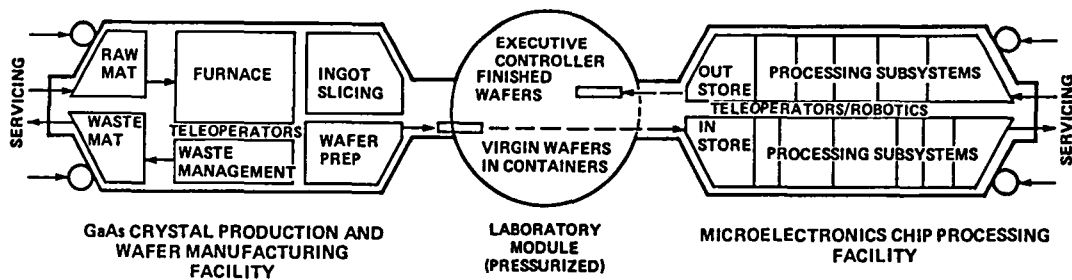 SERVICING
RAW
MAT
FURNACE
INGOT
SLICING
WASTE
MAT
TELEOPERATORS
WASTE
MANAGEMENT
WAFER
PREP
GaAs CRYSTAL PRODUCTION AND
WAFER MANUFACTURING
FACILITY
EXECUTIVE
CONTROLLER
FINISHED
WAFERS
VIRGIN WAFERS
IN CONTAINERS
LABORATORY
MODULE
(PRESSURIZED)
OUT
STORE
PROCESSING SUBSYSTEMS
TELEOPERATORS/ROBOTICS
IN
STORE
PROCESSING SUBSYSTEMS
SERVICING
MICROELECTRONICS CHIP PROCESSING
FACILITY